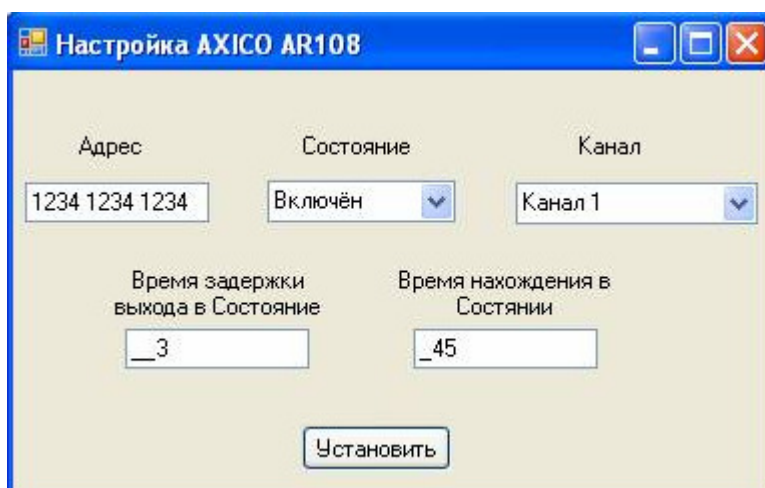 Настройка AXICO AR108
Адрес
Состояние
Канал
1234 1234 1234
Включён
Канал 1
Время задержки
выхода в Состояние
Время нахождения в
Состянии
__3
_45
Установить